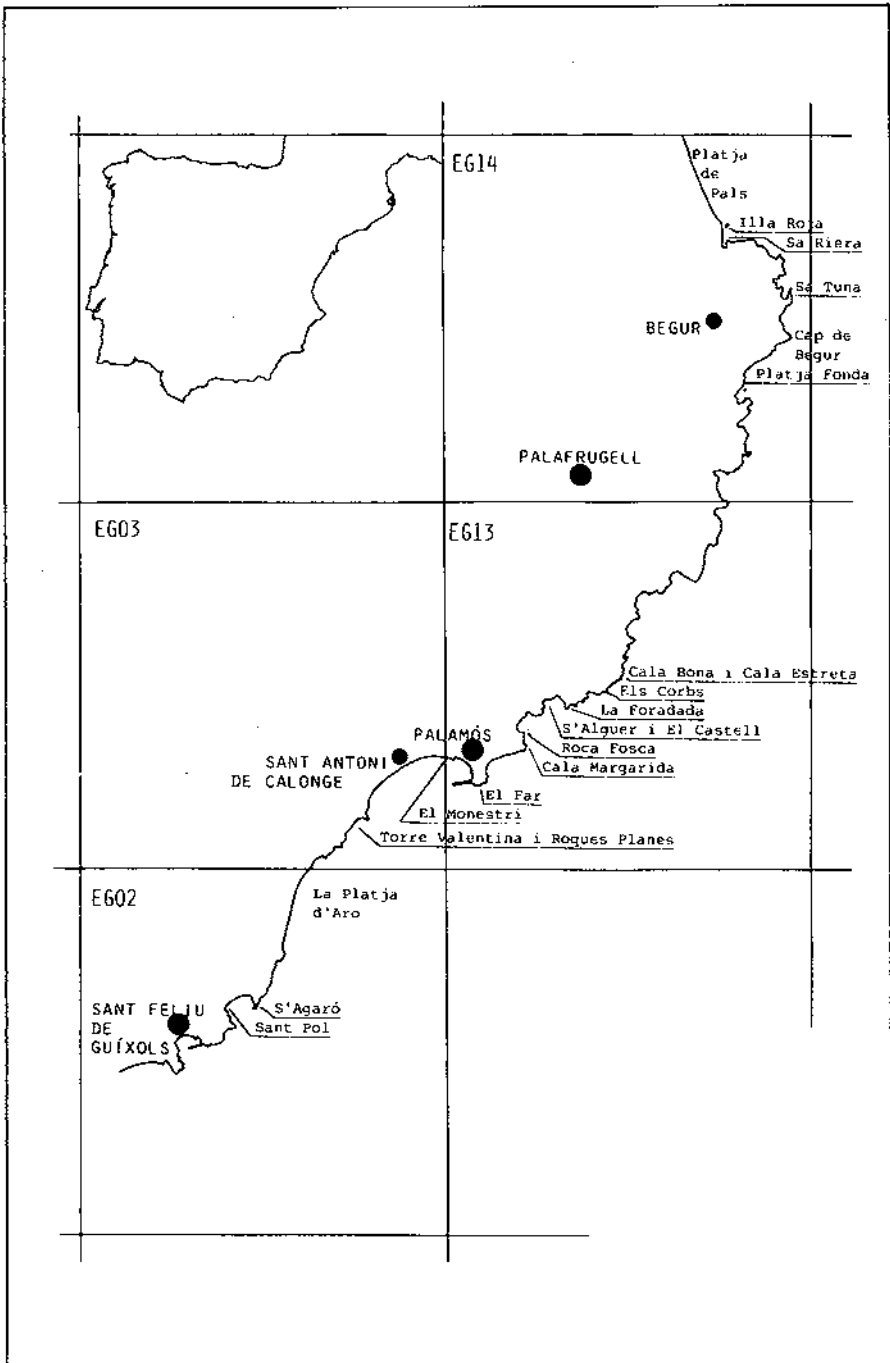 EG14
Platja
de
Pals
Illa Roja
Sa Riera
Sa Tuna
BEGUR
Cap de
Begur
Platja Fonda
PALAFRUGELL
EG03
EG13
Cala Bona i Cala Estreta
Els Corbs
La Foradada
S'Alguer i El Castell
PALAMÓS
Roca Fosca
SANT ANTONI
DE CALONGE
Cala Margarida
El Far
El Monestri
Torre Valentina i Roques Planes
EG02
La Platja
d'Aro
SANT FELIU
DE
GUÍXOLS
S'Agaró
Sant Pol